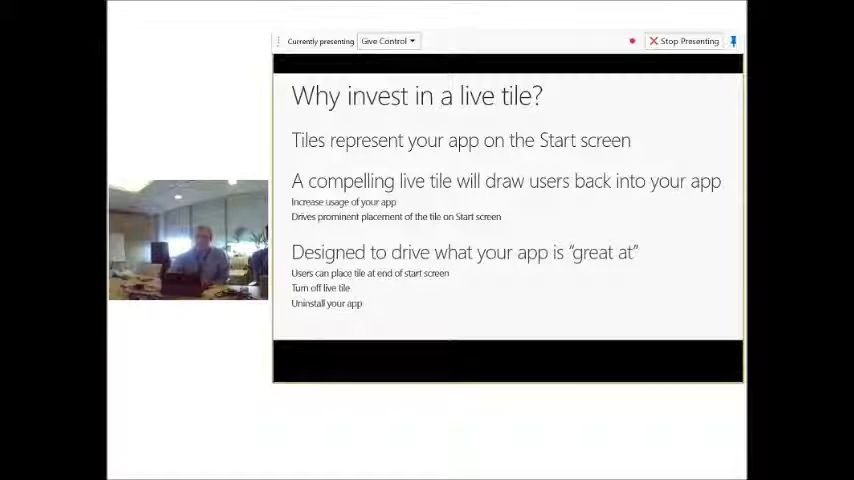 Currently presenting Give Control Stop Presenting
Why invest in a live tile?
Tiles represent your app on the Start screen
A compelling live tile will draw users back into your app
Increase usage of your app
Drives prominent placement of the tile on Start screen
Designed to drive what your app is “great at”
Users can place tile at end of start screen
Turn off live tile
Uninstall your app